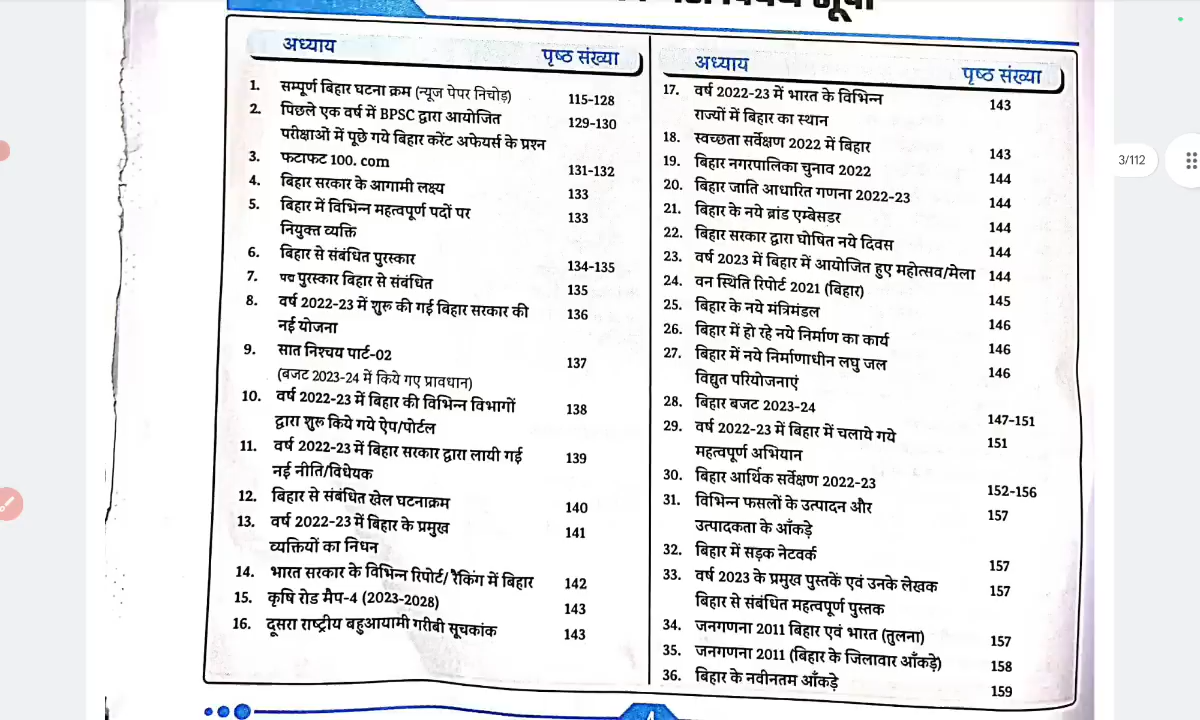 अध्याय पृष्ठ संख्या
1. सम्पूर्ण बिहार घटना क्रम (न्यूज पेपर निचोड़) 115-128
2. पिछले एक वर्ष में BPSC द्वारा आयोजित 129-130
परीक्षाओं में पूछे गये बिहार करेंट अफेयर्स के प्रश्न
3. फटाफट 100. com 131-132
4. बिहार सरकार के आगामी लक्ष्य 133
5. बिहार में विभिन्न महत्वपूर्ण पदों पर 133
नियुक्त व्यक्ति
6. बिहार से संबंधित पुरस्कार 134-135
7. पद्म पुरस्कार बिहार से संबंधित 135
8. वर्ष 2022-23 में शुरू की गई बिहार सरकार की 136
नई योजना
9. सात निश्चय पार्ट-02 137
(बजट 2023-24 में किये गए प्रावधान)
10. वर्ष 2022-23 में बिहार की विभिन्न विभागों 138
द्वारा शुरू किये गये ऐप/पोर्टल
11. वर्ष 2022-23 में बिहार सरकार द्वारा लायी गई 139
नई नीति/विधेयक
12. बिहार से संबंधित खेल घटनाक्रम 140
13. वर्ष 2022-23 में बिहार के प्रमुख 141
व्यक्तियों का निधन
14. भारत सरकार के विभिन्न रिपोर्ट/रैकिंग में बिहार 142
15. कृषि रोड मैप-4 (2023-2028) 143
16. दूसरा राष्ट्रीय बहुआयामी गरीबी सूचकांक 143
अध्याय पृष्ठ संख्या
17. वर्ष 2022-23 में भारत के विभिन्न 143
राज्यों में बिहार का स्थान
18. स्वच्छता सर्वेक्षण 2022 में बिहार 143
19. बिहार नगरपालिका चुनाव 2022 144
20. बिहार जाति आधारित गणना 2022-23 144
21. बिहार के नये ब्रांड एम्बेसडर 144
22. बिहार सरकार द्वारा घोषित नये दिवस 144
23. वर्ष 2023 में बिहार में आयोजित हुए महोत्सव/मेला 144
24. वन स्थिति रिपोर्ट 2021 (बिहार) 145
25. बिहार के नये मंत्रिमंडल 146
26. बिहार में हो रहे नये निर्माण का कार्य 146
27. बिहार में नये निर्माणाधीन लघु जल 146
विद्युत परियोजनाएं
28. बिहार बजट 2023-24 147-151
29. वर्ष 2022-23 में बिहार में चलाये गये 151
महत्वपूर्ण अभियान
30. बिहार आर्थिक सर्वेक्षण 2022-23 152-156
31. विभिन्न फसलों के उत्पादन और 157
उत्पादकता के आँकड़े
32. बिहार में सड़क नेटवर्क 157
33. वर्ष 2023 के प्रमुख पुस्तकें एवं उनके लेखक 157
बिहार से संबंधित महत्वपूर्ण पुस्तक
34. जनगणना 2011 बिहार एवं भारत (तुलना) 157
35. जनगणना 2011 (बिहार के जिलावार आँकड़े) 158
36. बिहार के नवीनतम आँकड़े 159
3/112